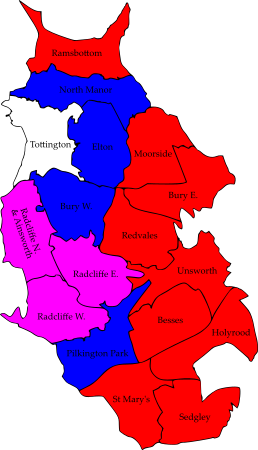 Ramsbottom
North Manor
Tottington
Elton
Moorside
Bury E.
Radcliffe N.
& Ainsworth
Bury W.
Redvales
Radcliffe E.
Unsworth
Radcliffe W.
Besses
Holyrood
Pilkington Park
St Mary's
Sedgley